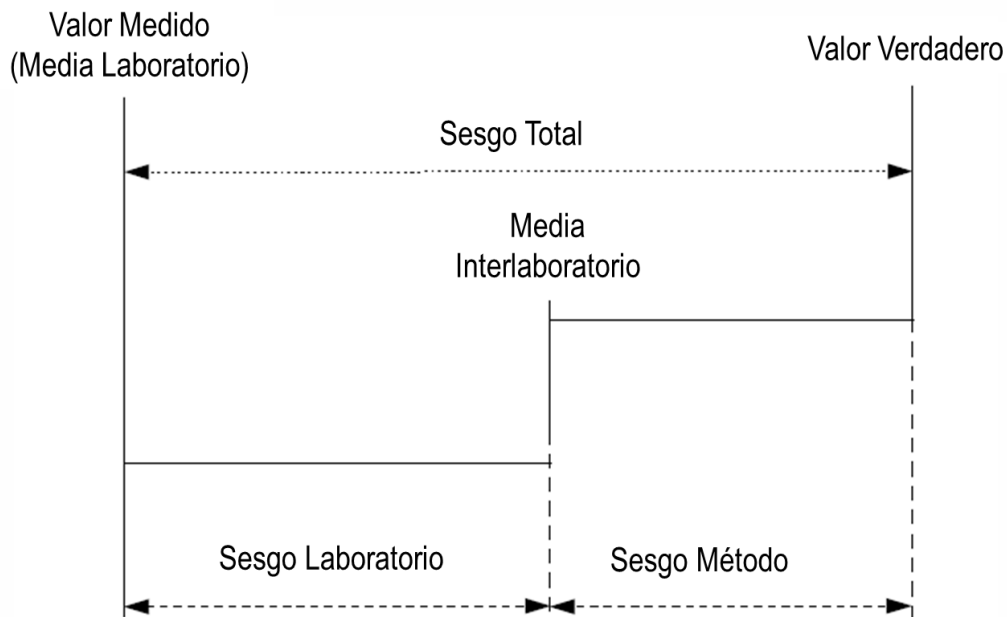 Valor Medido
(Media Laboratorio)
Valor Verdadero
Sesgo Total
Media
Interlaboratorio
Sesgo Laboratorio
Sesgo Método